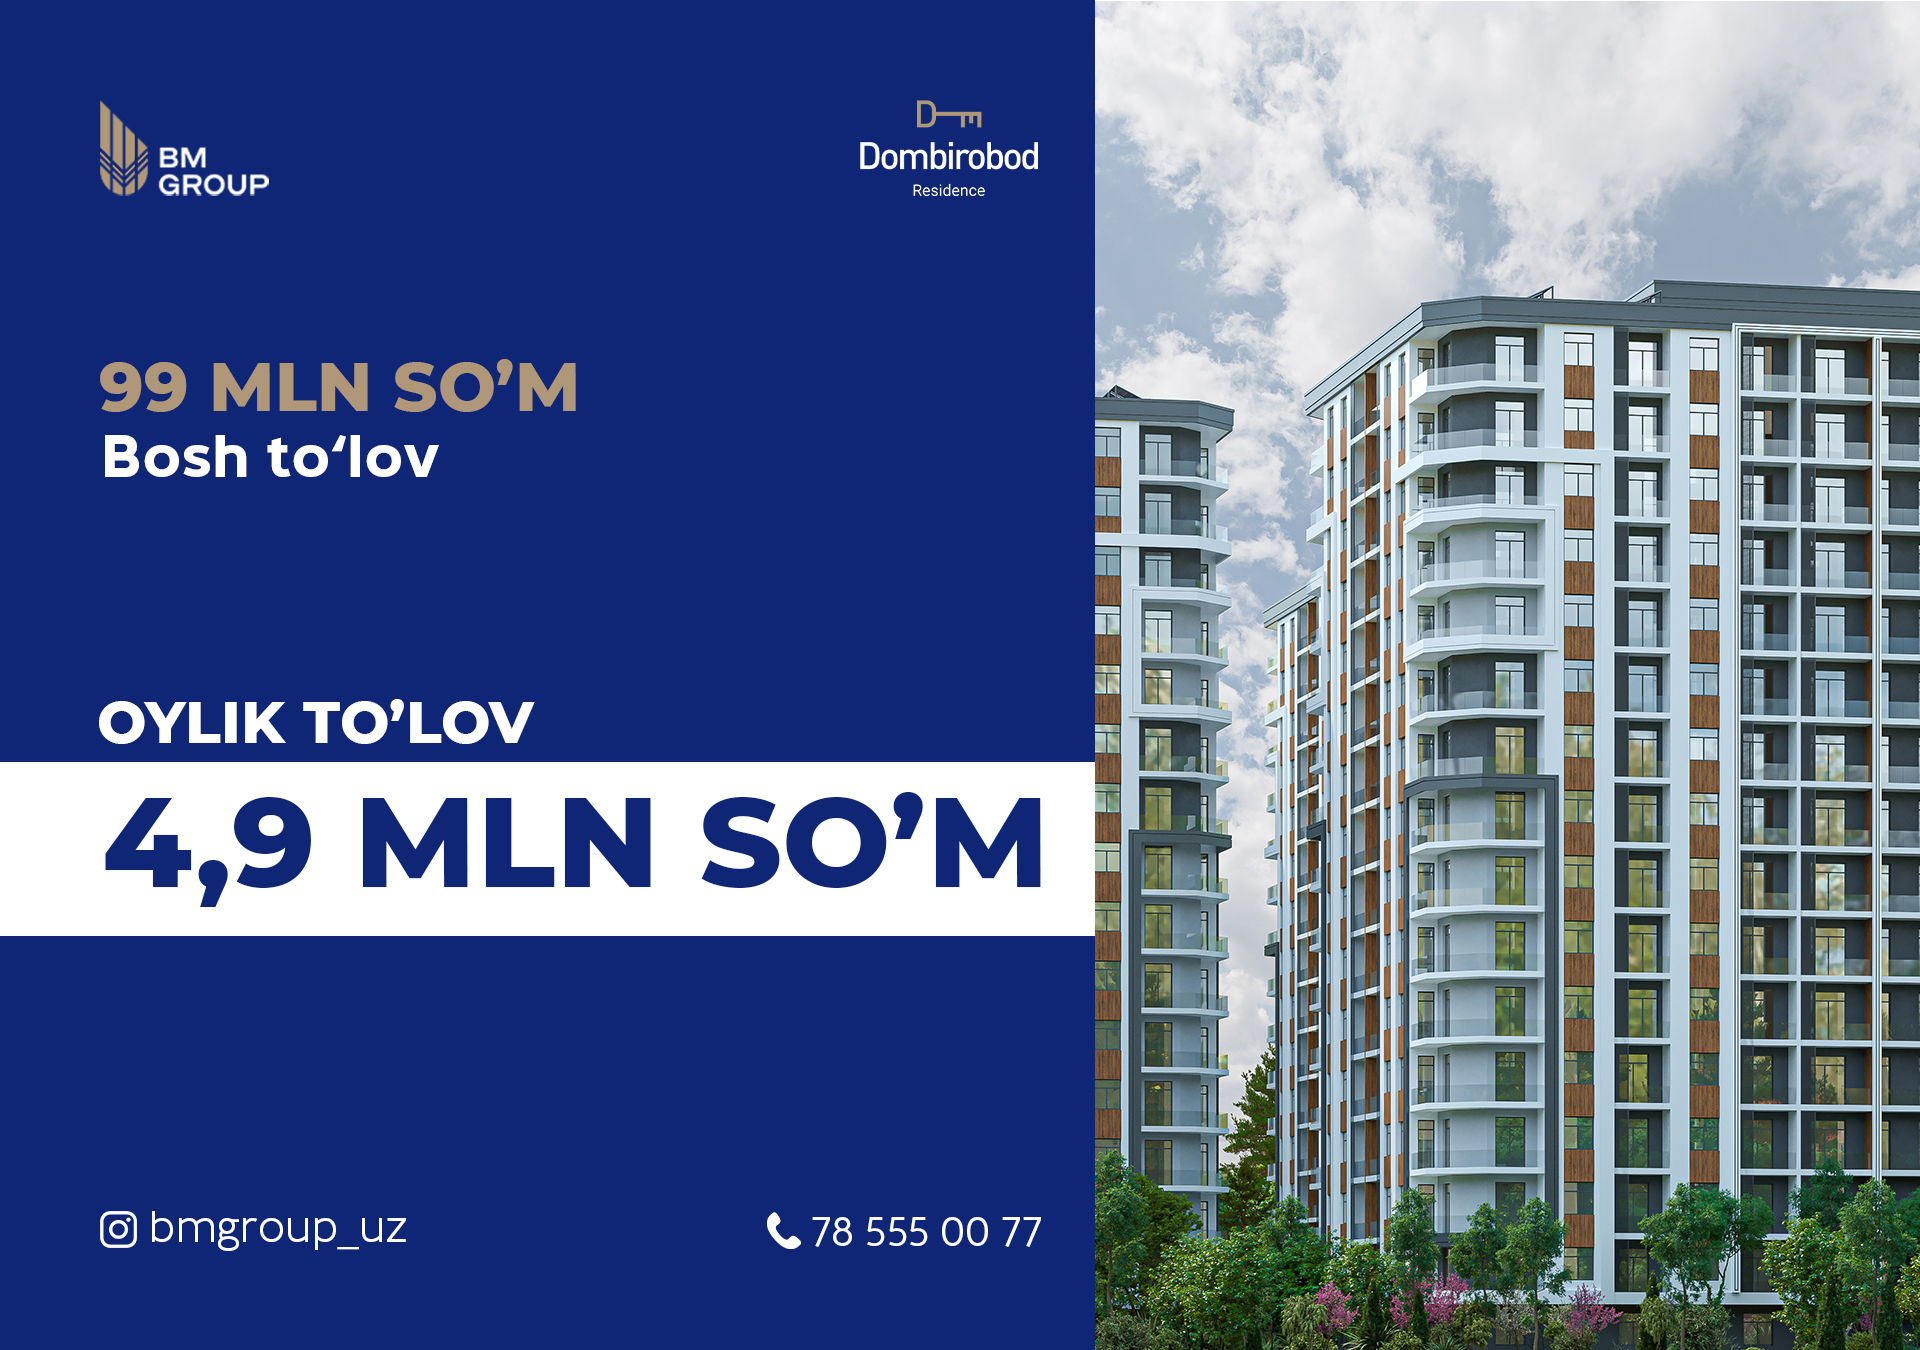 BM
GROUP
Dombirobod
Residence
99 MLN SO’M
Bosh to‘lov
OYLIK TO’LOV
4,9 MLN SO’M
bmgroup_uz
78 555 00 77